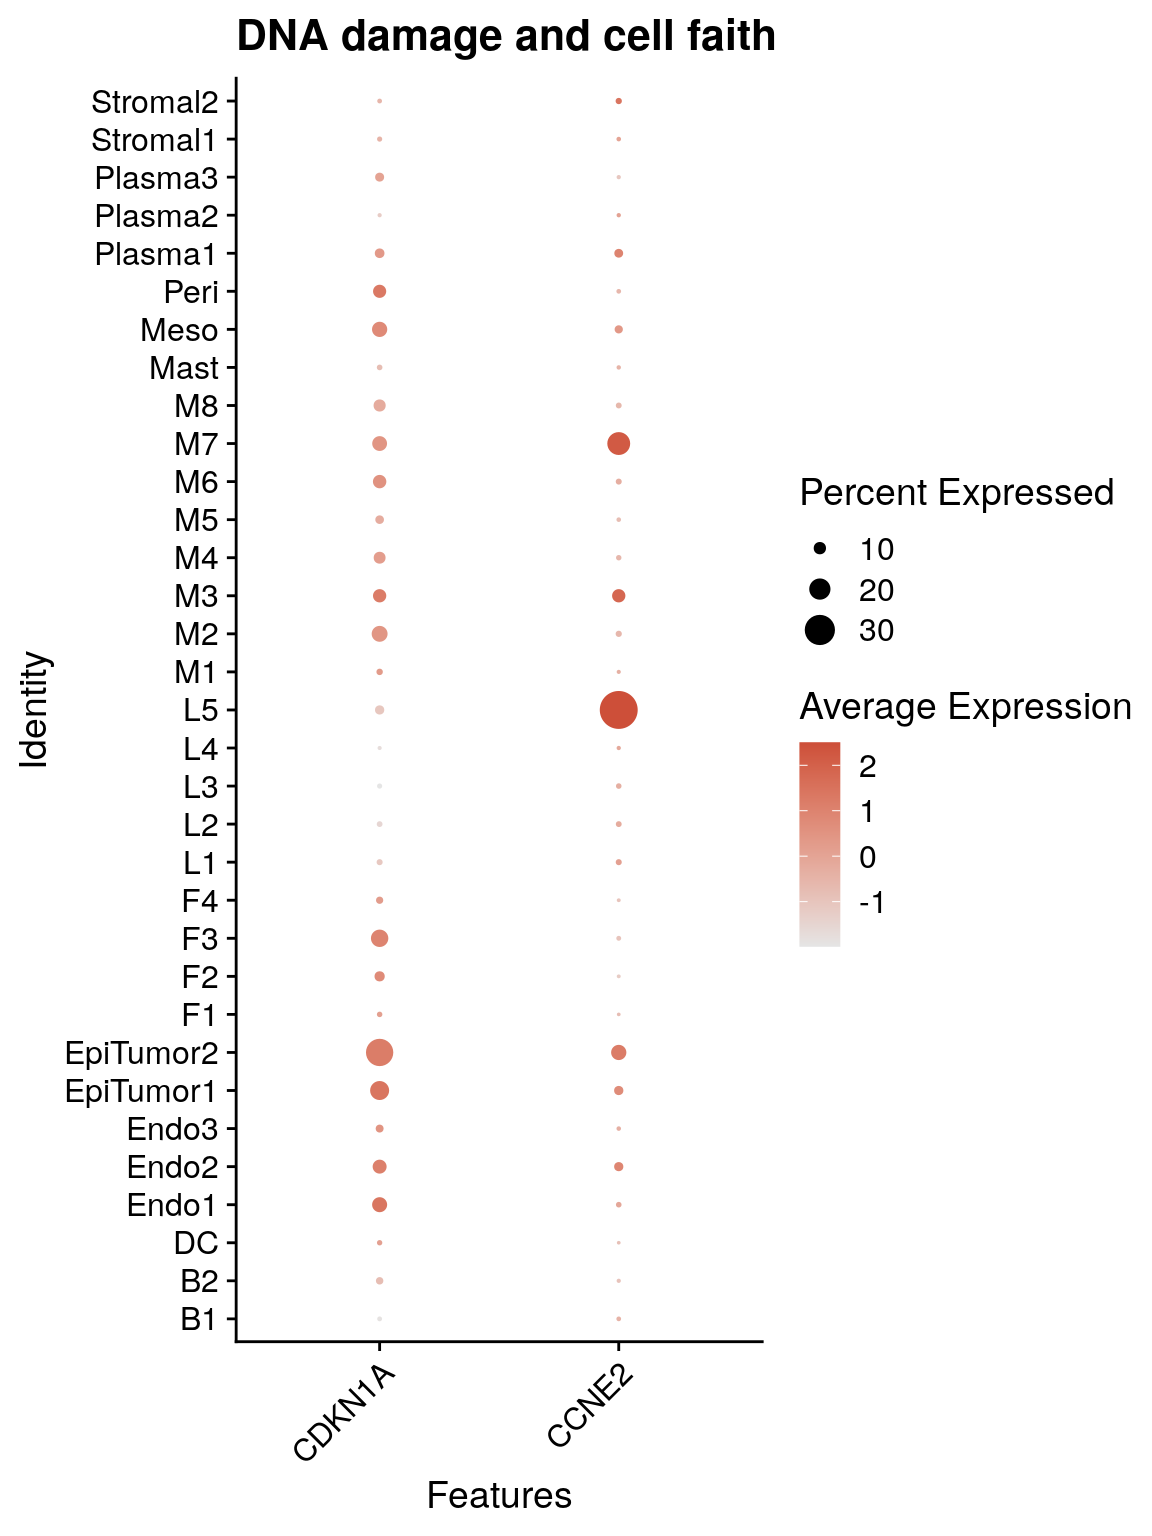 DNA damage and cell faith
Stromal2
Stromal1
Plasma3
Plasma2
Plasma1
Peri
Meso
Mast
M8
M7
M6
M5
M4
M3
M2
M1
L5
L4
L3
L2
L1
F4
F3
F2
F1
EpiTumor2
EpiTumor1
Endo3
Endo2
Endo1
DC
B2
B1
Identity
CDKN1A
CCNE2
Features
Percent Expressed
10
20
30
Average Expression
2
1
0
-1